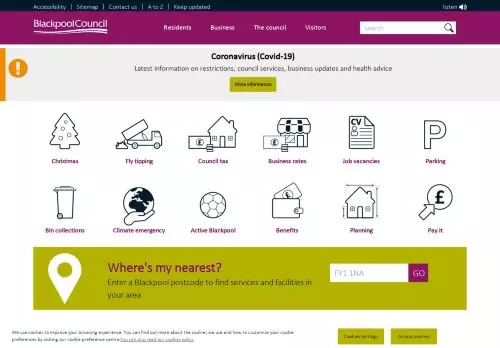 Accessibility | Sitemap | Contact us | A to Z | Keep updated listen
BlackpoolCouncil Residents Business The council Visitors Search
Coronavirus (Covid-19)
Latest information on restrictions, council services, business updates and health advice
More information
CV P
£ £
Christmas Fly tipping Council tax Business rates Job vacancies Parking
£
Bin collections Climate emergency Active Blackpool Benefits Planning Pay it
Where's my nearest?
FY1 1NA GO
Enter a Blackpool postcode to find services and facilities in
your area
We use cookies to improve your browsing experience. You can find out more about the cookies we use and how to customize your cookie
preferences by visiting our cookie preference centre You can also read our cookies policy
Cookies settings Accept cookies